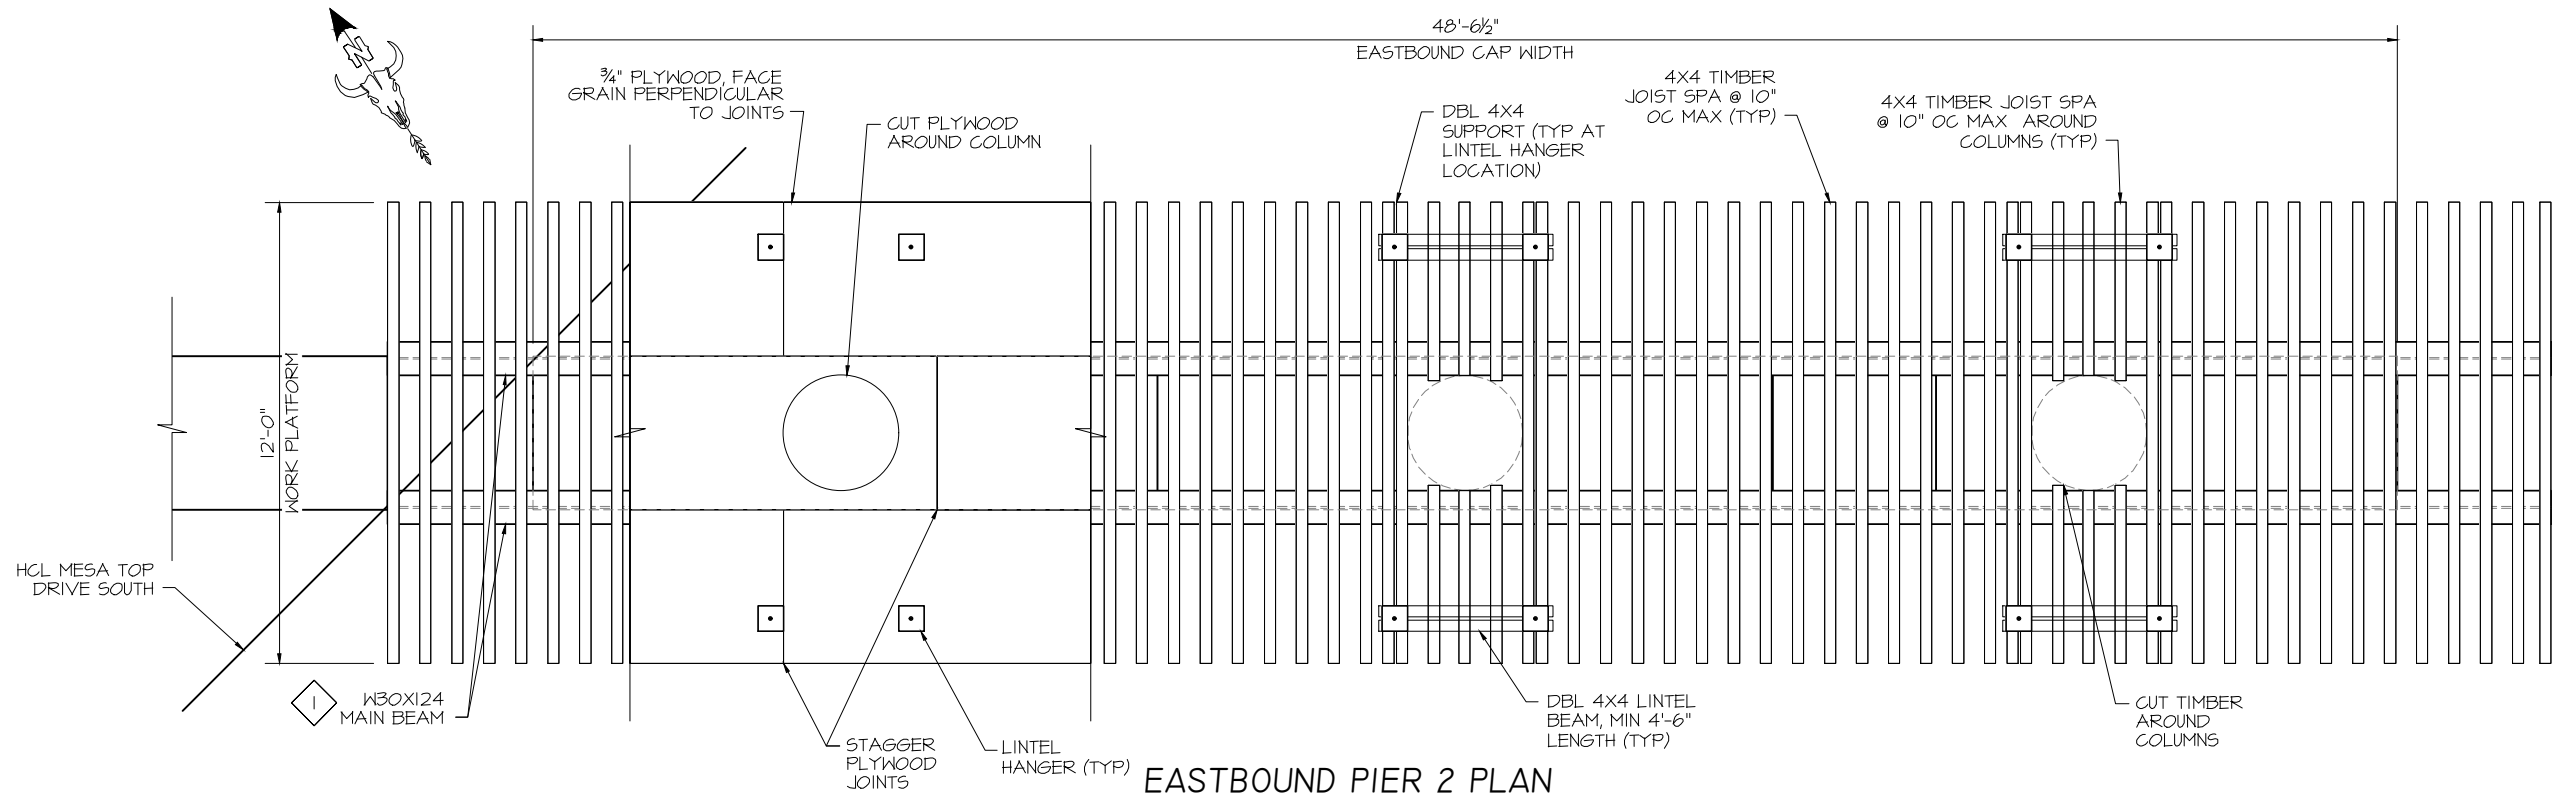 48'-6½"
EASTBOUND CAP WIDTH
N
¾" PLYWOOD, FACE
GRAIN PERPENDICULAR
TO JOINTS
CUT PLYWOOD
AROUND COLUMN
DBL 4X4
SUPPORT (TYP AT
LINTEL HANGER
LOCATION)
4X4 TIMBER
JOIST SPA @ 10"
OC MAX (TYP)
4X4 TIMBER JOIST SPA
@ 10" OC MAX AROUND
COLUMNS (TYP)
12'-0"
WORK PLATFORM
HCL MESA TOP
DRIVE SOUTH
1
W30X124
MAIN BEAM
STAGGER
PLYWOOD
JOINTS
LINTEL
HANGER (TYP)
DBL 4X4 LINTEL
BEAM, MIN 4'-6"
LENGTH (TYP)
CUT TIMBER
AROUND
COLUMNS
EASTBOUND PIER 2 PLAN